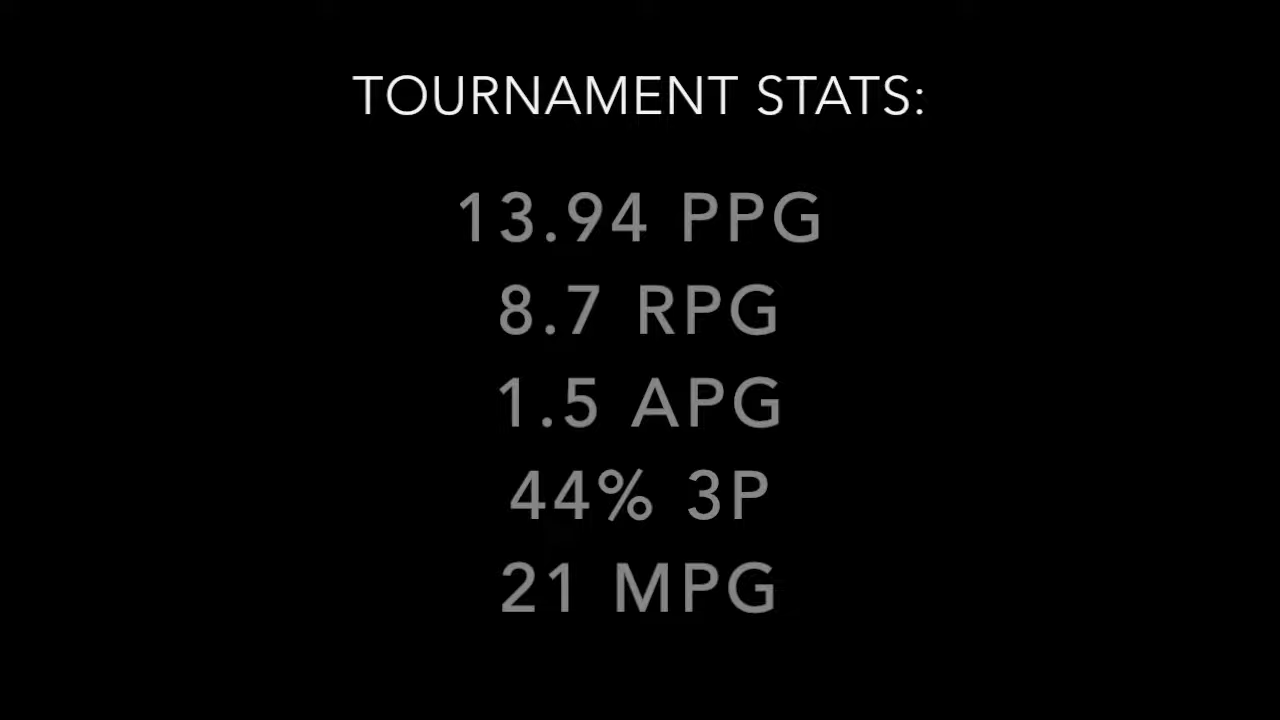 TOURNAMENT STATS:
13.94 PPG
8.7 RPG
1.5 APG
44% 3P
21 MPG